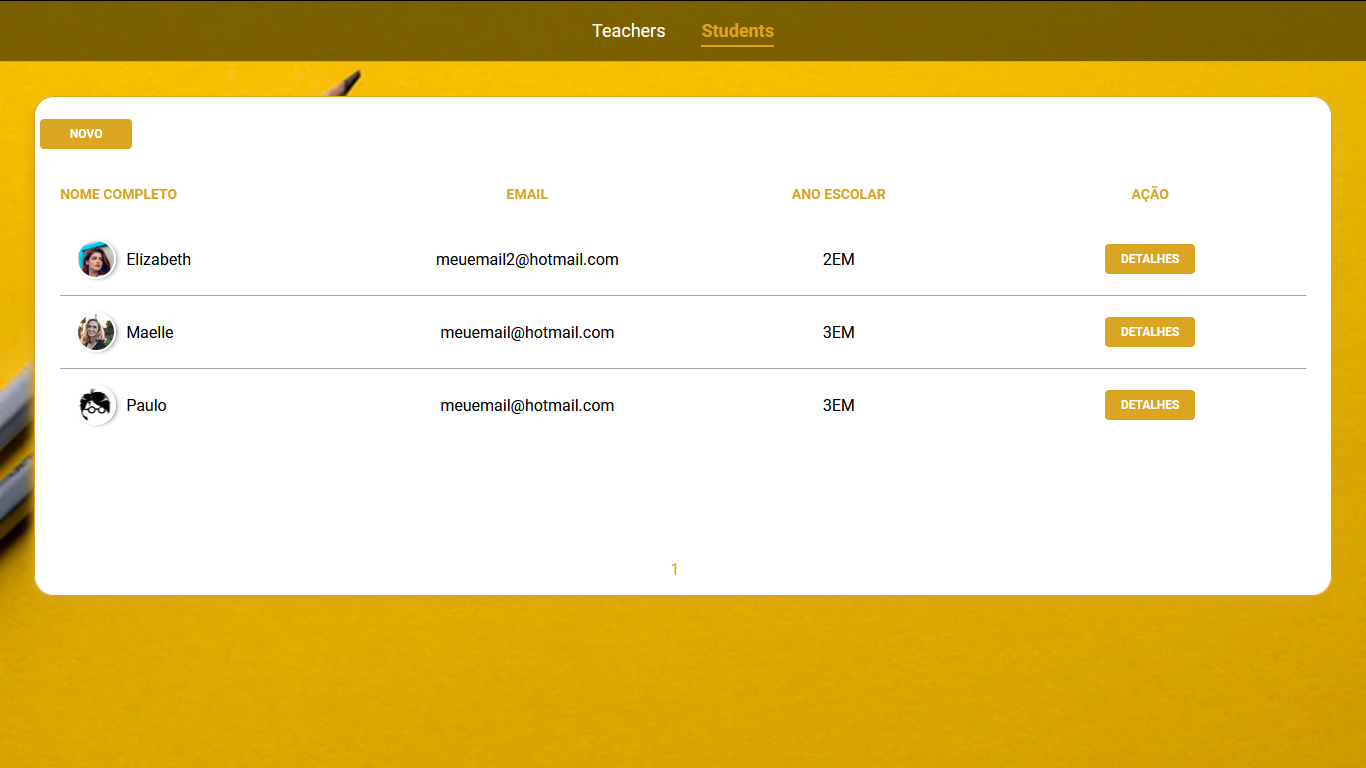 Teachers Students
NOVO
NOME COMPLETO EMAIL ANO ESCOLAR AÇÃO
Elizabeth meuemail2@hotmail.com 2EM DETALHES
Maelle meuemail@hotmail.com 3EM DETALHES
Paulo meuemail@hotmail.com 3EM DETALHES
1